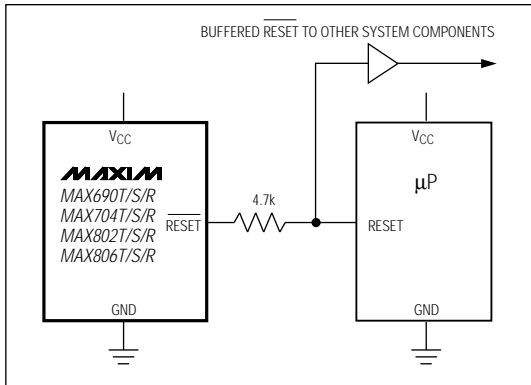 BUFFERED RESET TO OTHER SYSTEM COMPONENTS
VCC
MAXIM
MAX690T/S/R
MAX704T/S/R
MAX802T/S/R
MAX806T/S/R
RESET
GND
4.7k
VCC
μP
RESET
GND